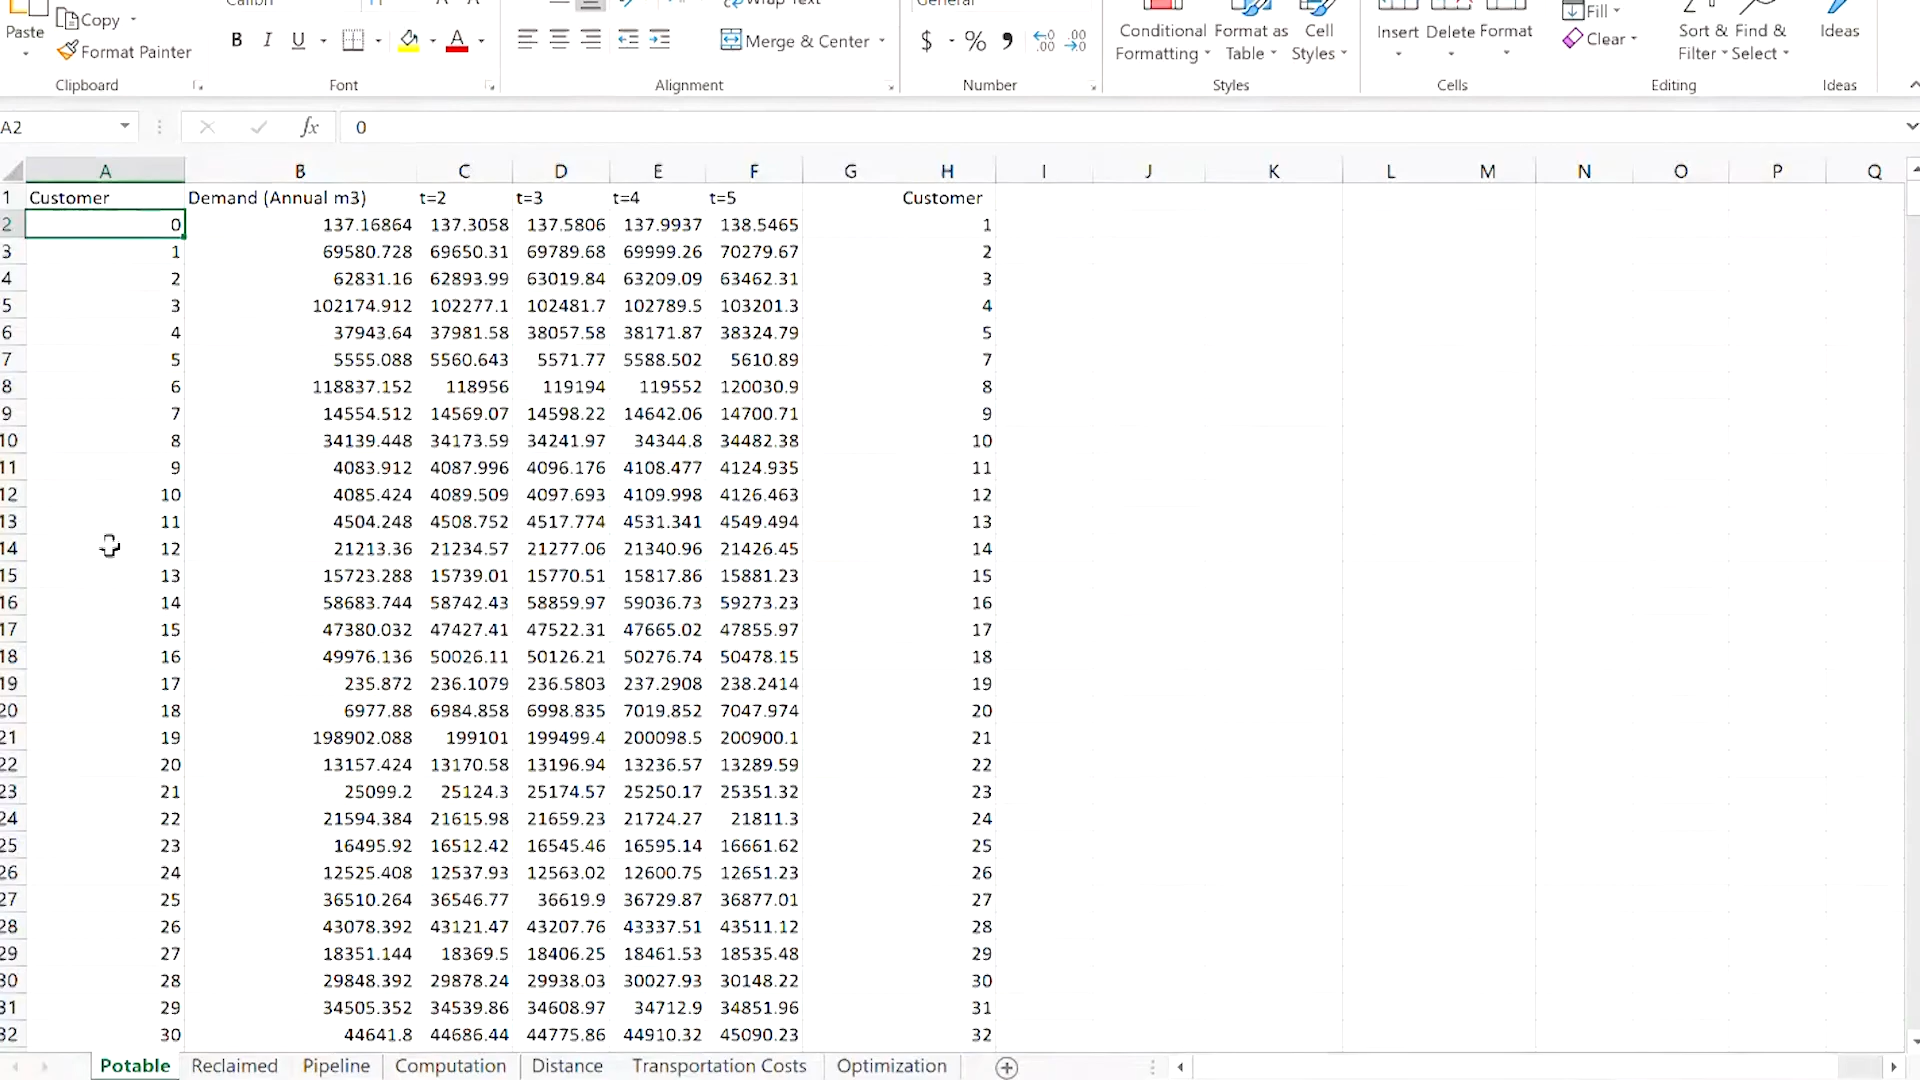 Calibri 11 A A Wrap Text General
Paste Copy Conditional Format as Cell Insert Delete Format Fill Sort & Find & Ideas
Format Painter B I U A Merge & Center $ % 9 Formatting Table Styles Clear Filter Select
Clipboard Font Alignment Number Styles Cells Editing Ideas
A2 fx 0
A B C D E F G H I J K L M N O P Q
1 Customer Demand (Annual m3) t=2 t=3 t=4 t=5 Customer
2 0 137.16864 137.3058 137.5806 137.9937 138.5465 1
3 1 69580.728 69650.31 69789.68 69999.26 70279.67 2
4 2 62831.16 62893.99 63019.84 63209.09 63462.31 3
5 3 102174.912 102277.1 102481.7 102789.5 103201.3 4
6 4 37943.64 37981.58 38057.58 38171.87 38324.79 5
7 5 5555.088 5560.643 5571.77 5588.502 5610.89 7
8 6 118837.152 118956 119194 119552 120030.9 8
9 7 14554.512 14569.07 14598.22 14642.06 14700.71 9
10 8 34139.448 34173.59 34241.97 34344.8 34482.38 10
11 9 4083.912 4087.996 4096.176 4108.477 4124.935 11
12 10 4085.424 4089.509 4097.693 4109.998 4126.463 12
13 11 4504.248 4508.752 4517.774 4531.341 4549.494 13
14 12 21213.36 21234.57 21277.06 21340.96 21426.45 14
15 13 15723.288 15739.01 15770.51 15817.86 15881.23 15
16 14 58683.744 58742.43 58859.97 59036.73 59273.23 16
17 15 47380.032 47427.41 47522.31 47665.02 47855.97 17
18 16 49976.136 50026.11 50126.21 50276.74 50478.15 18
19 17 235.872 236.1079 236.5803 237.2908 238.2414 19
20 18 6977.88 6984.858 6998.835 7019.852 7047.974 20
21 19 198902.088 199101 199499.4 200098.5 200900.1 21
22 20 13157.424 13170.58 13196.94 13236.57 13289.59 22
23 21 25099.2 25124.3 25174.57 25250.17 25351.32 23
24 22 21594.384 21615.98 21659.23 21724.27 21811.3 24
25 23 16495.92 16512.42 16545.46 16595.14 16661.62 25
26 24 12525.408 12537.93 12563.02 12600.75 12651.23 26
27 25 36510.264 36546.77 36619.9 36729.87 36877.01 27
28 26 43078.392 43121.47 43207.76 43337.51 43511.12 28
29 27 18351.144 18369.5 18406.25 18461.53 18535.48 29
30 28 29848.392 29878.24 29938.03 30027.93 30148.22 30
31 29 34505.352 34539.86 34608.97 34712.9 34851.96 31
32 30 44641.8 44686.44 44775.86 44910.32 45090.23 32
Potable Reclaimed Pipeline Computation Distance Transportation Costs Optimization